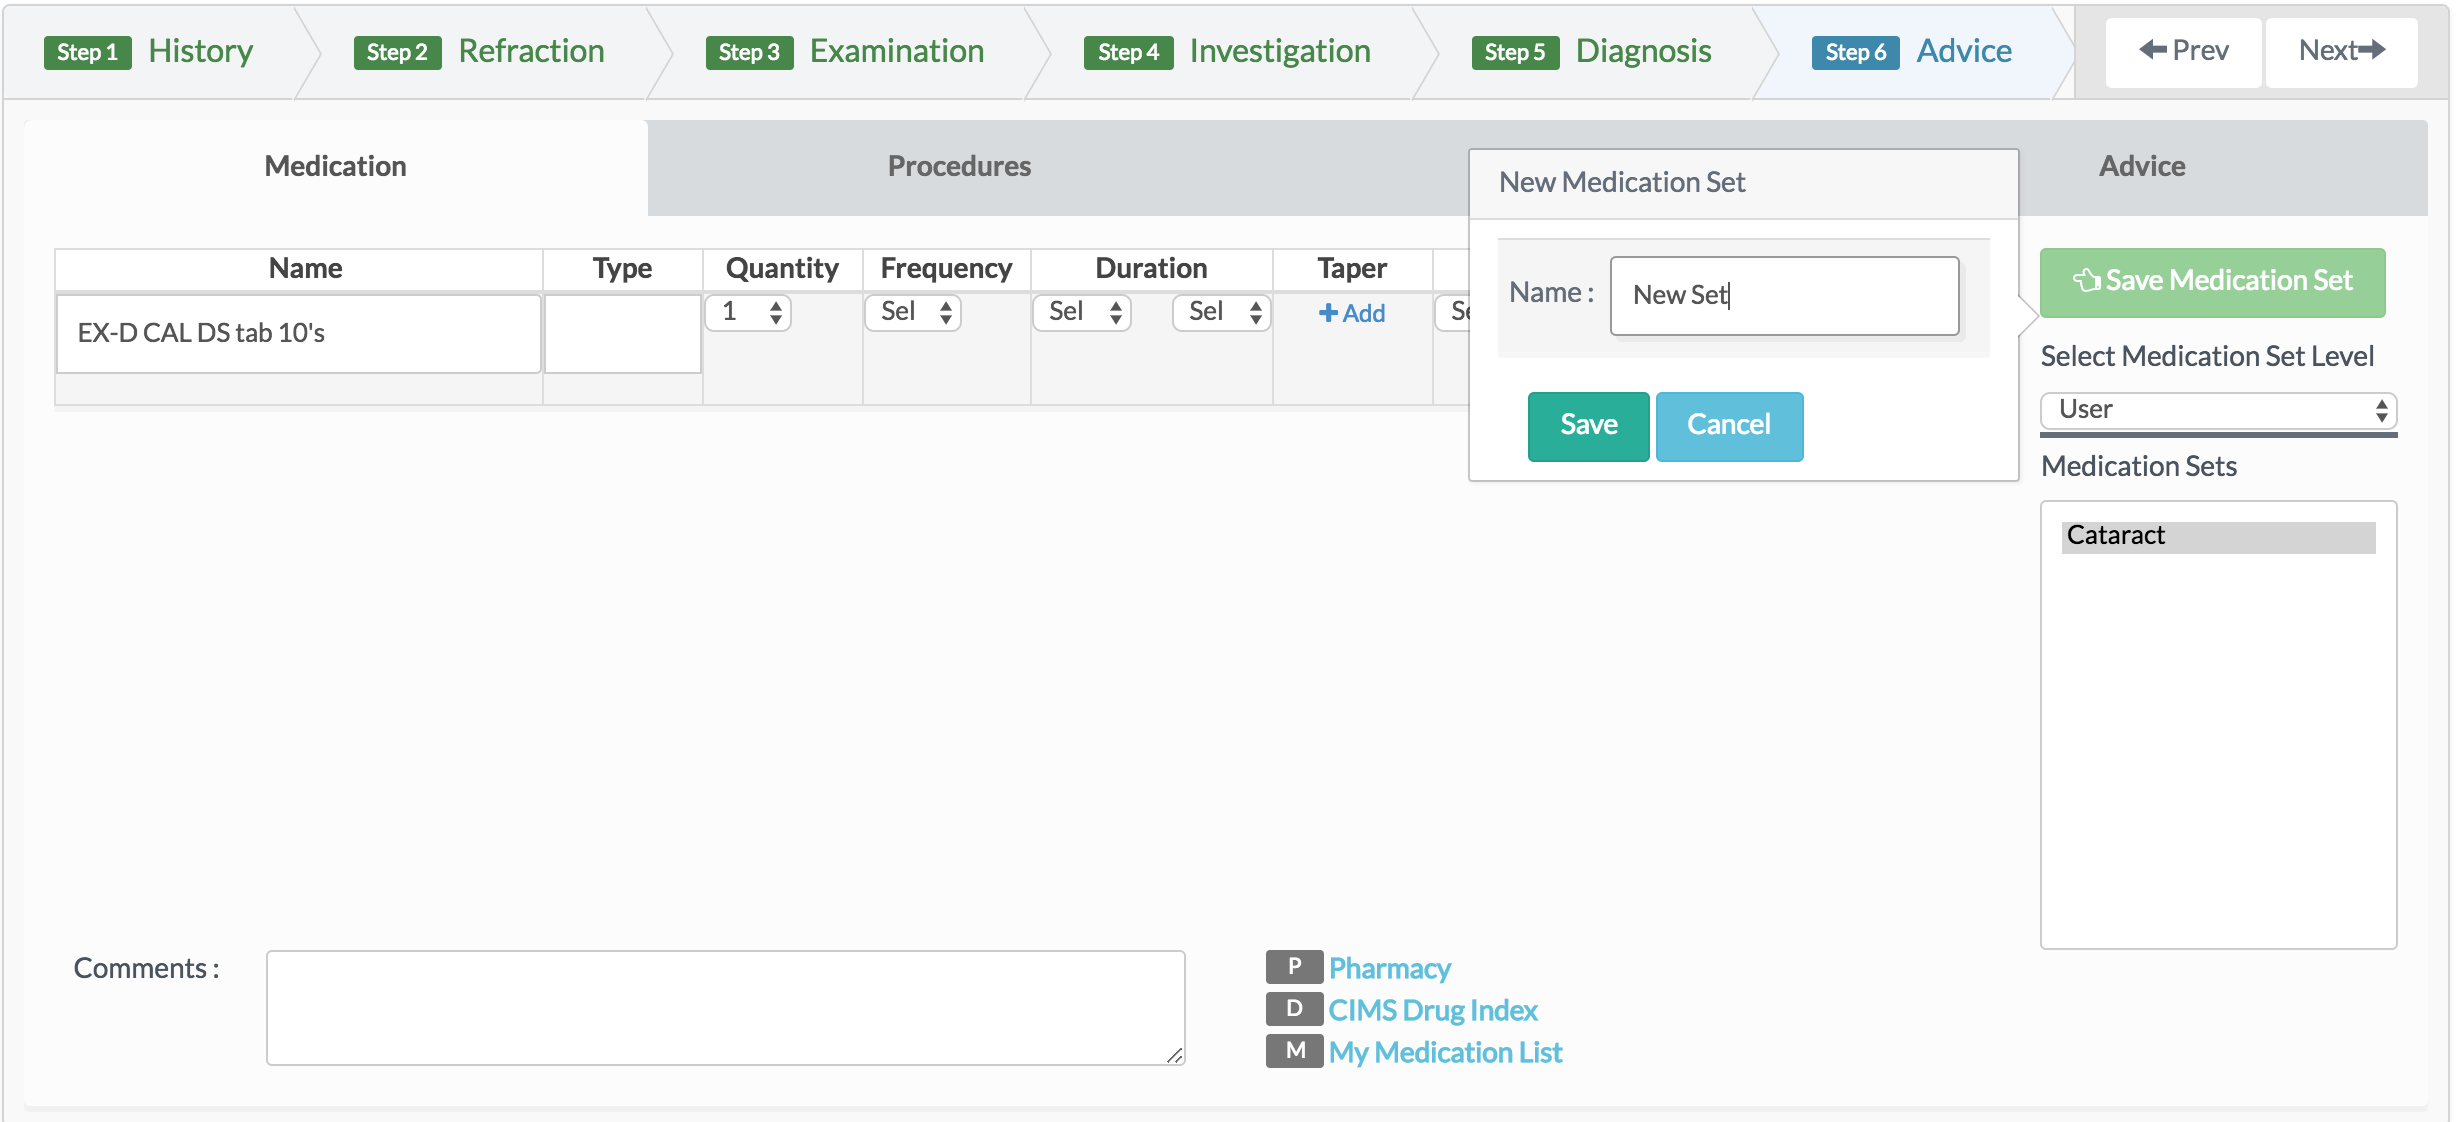 Step 1 History Step 2 Refraction Step 3 Examination Step 4 Investigation Step 5 Diagnosis Step 6 Advice Prev Next
Medication Procedures Advice
New Medication Set
Name : New Set
Save Cancel
Name Type Quantity Frequency Duration Taper
EX-D CAL DS tab 10's 1 Sel Sel Sel Add Se
Save Medication Set
Select Medication Set Level
User
Medication Sets
Cataract
Comments :
P Pharmacy
D CIMS Drug Index
M My Medication List